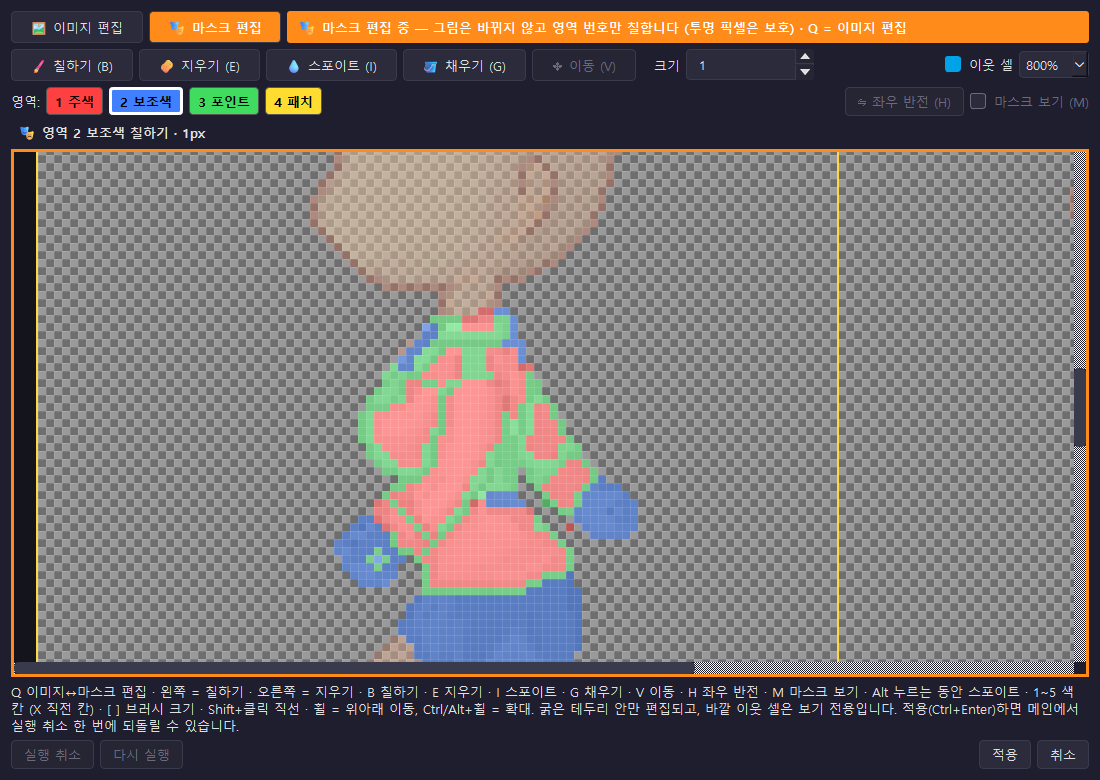 이미지 편집
마스크 편집
마스크 편집 중 — 그림은 바뀌지 않고 영역 번호만 칠합니다 (투명 픽셀은 보호) · Q = 이미지 편집
칠하기 (B)
지우기 (E)
스포이트 (I)
채우기 (G)
이동 (V)
크기
1
이웃 셀
800%
영역:
1 주색
2 보조색
3 포인트
4 패치
좌우 반전 (H)
마스크 보기 (M)
영역 2 보조색 칠하기 · 1px
Q 이미지↔마스크 편집 · 왼쪽 = 칠하기 · 오른쪽 = 지우기 · B 칠하기 · E 지우기 · I 스포이트 · G 채우기 · V 이동 · H 좌우 반전 · M 마스크 보기 · Alt 누르는 동안 스포이트 · 1~5 색
칸 (X 직전 칸) · [ ] 브러시 크기 · Shift+클릭 직선 · 휠 = 위아래 이동, Ctrl/Alt+휠 = 확대. 굵은 테두리 안만 편집되고, 바깥 이웃 셀은 보기 전용입니다. 적용(Ctrl+Enter)하면 메인에서
실행 취소 한 번에 되돌릴 수 있습니다.
실행 취소
다시 실행
적용
취소